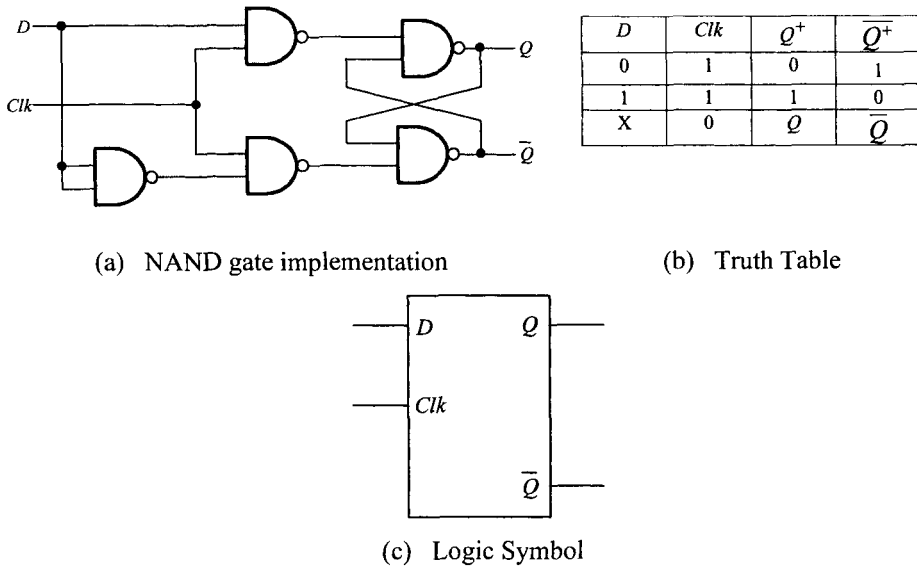 D
Clk
Q
Q̅
D Clk Q⁺ Q̅⁺
0 1 0 1
1 1 1 0
X 0 Q Q̅
(a) NAND gate implementation
(b) Truth Table
D Q
Clk
Q̅
(c) Logic Symbol